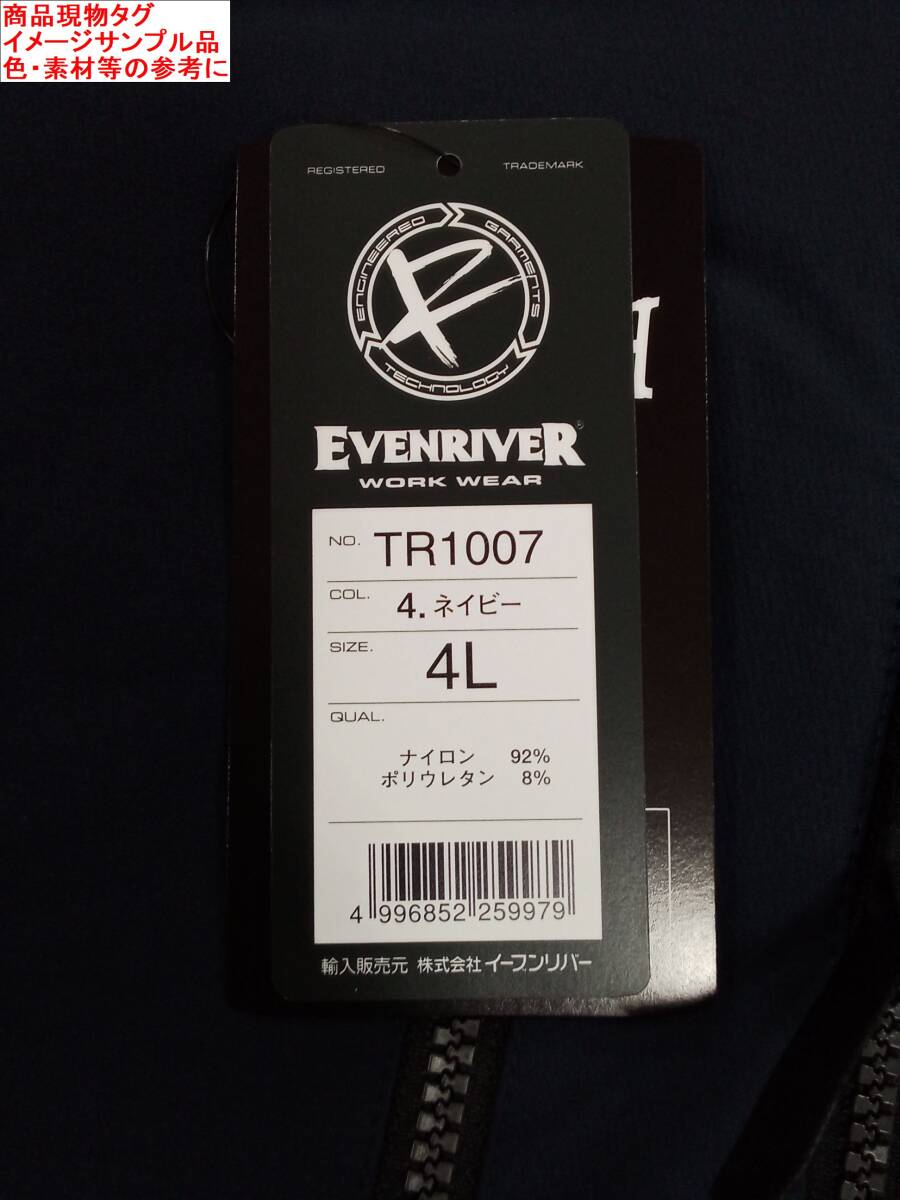 商品現物タグ
イメージサンプル品
色・素材等の参考に
REGISTERED TRADEMARK
ENGINEERED GARMENTS TECHNOLOGY
EVENRIVER®
WORK WEAR
NO. TR1007
COL. 4.ネイビー
SIZE. 4L
QUAL.
ナイロン 92%
ポリウレタン 8%
4 996852 259979
輸入販売元 株式会社イーブンリバー